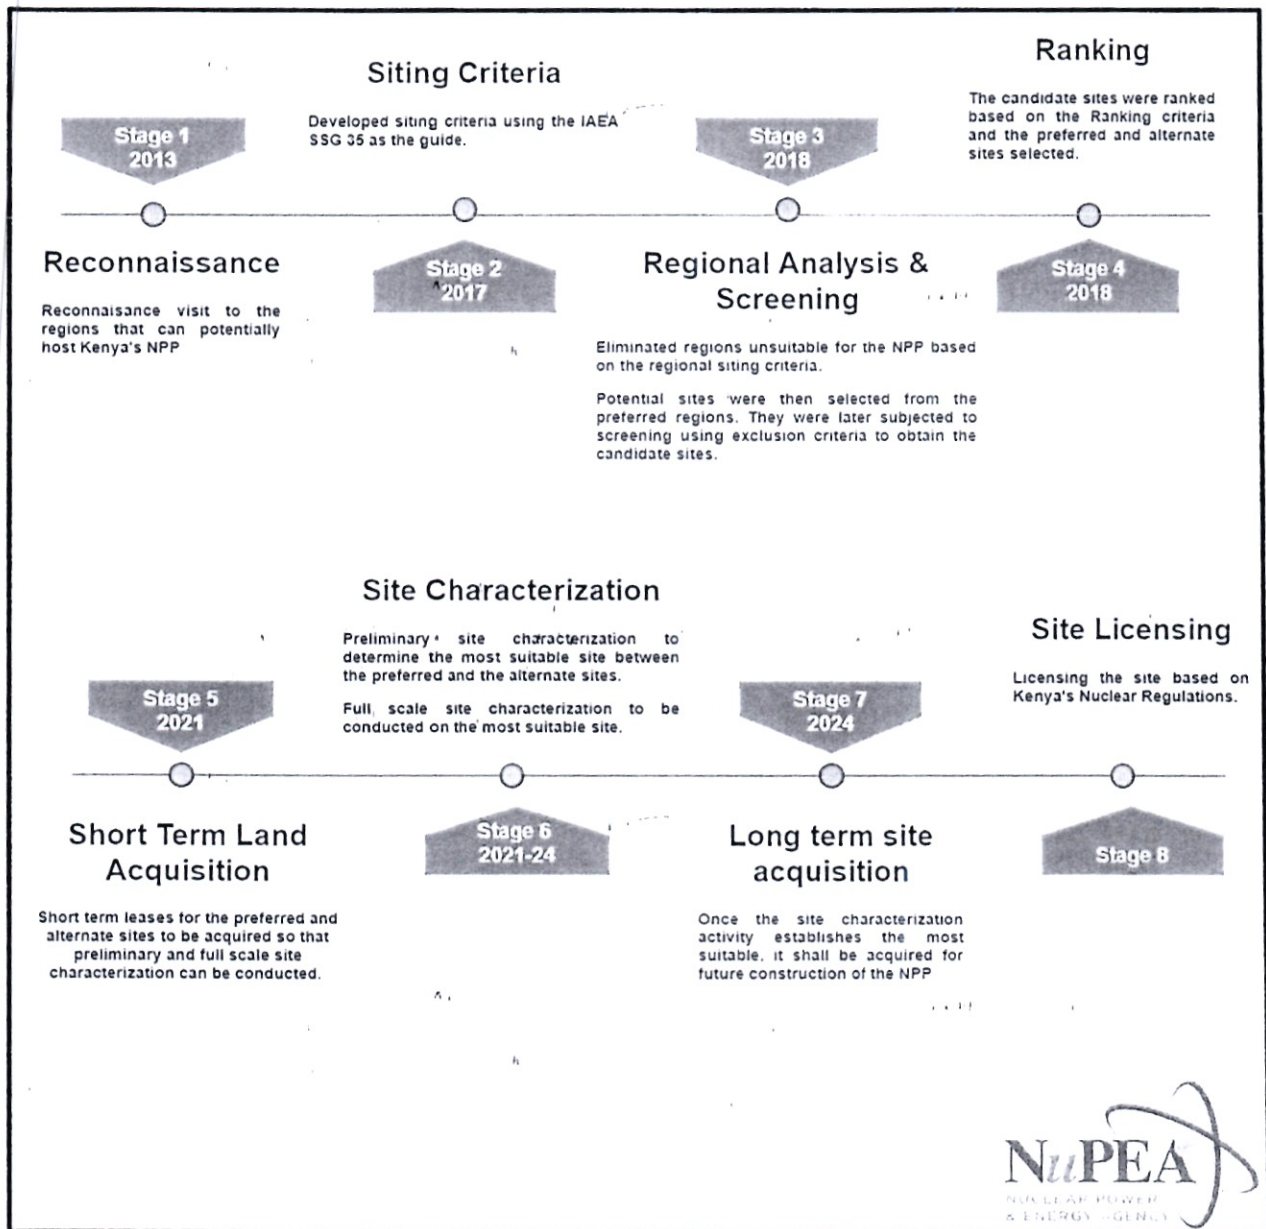 Stage 1
2013
Reconnaissance
Reconnaisance visit to the
regions that can potentially
host Kenya's NPP
Siting Criteria
Developed siting criteria using the IAEA
SSG 35 as the guide.
Stage 2
2017
Stage 3
2018
Regional Analysis &
Screening
Eliminated regions unsuitable for the NPP based
on the regional siting criteria.
Potential sites were then selected from the
preferred regions. They were later subjected to
screening using exclusion criteria to obtain the
candidate sites.
Ranking
The candidate sites were ranked
based on the Ranking criteria
and the preferred and alternate
sites selected.
Stage 4
2018
Stage 5
2021
Short Term Land
Acquisition
Short term leases for the preferred and
alternate sites to be acquired so that
preliminary and full scale site
characterization can be conducted.
Site Characterization
Preliminary site characterization to
determine the most suitable site between
the preferred and the alternate sites.
Full scale site characterization to be
conducted on the most suitable site.
Stage 6
2021-24
Stage 7
2024
Long term site
acquisition
Once the site characterization
activity establishes the most
suitable, it shall be acquired for
future construction of the NPP
Site Licensing
Licensing the site based on
Kenya's Nuclear Regulations.
Stage 8
NuPEA
NUCLEAR POWER
& ENERGY AGENCY